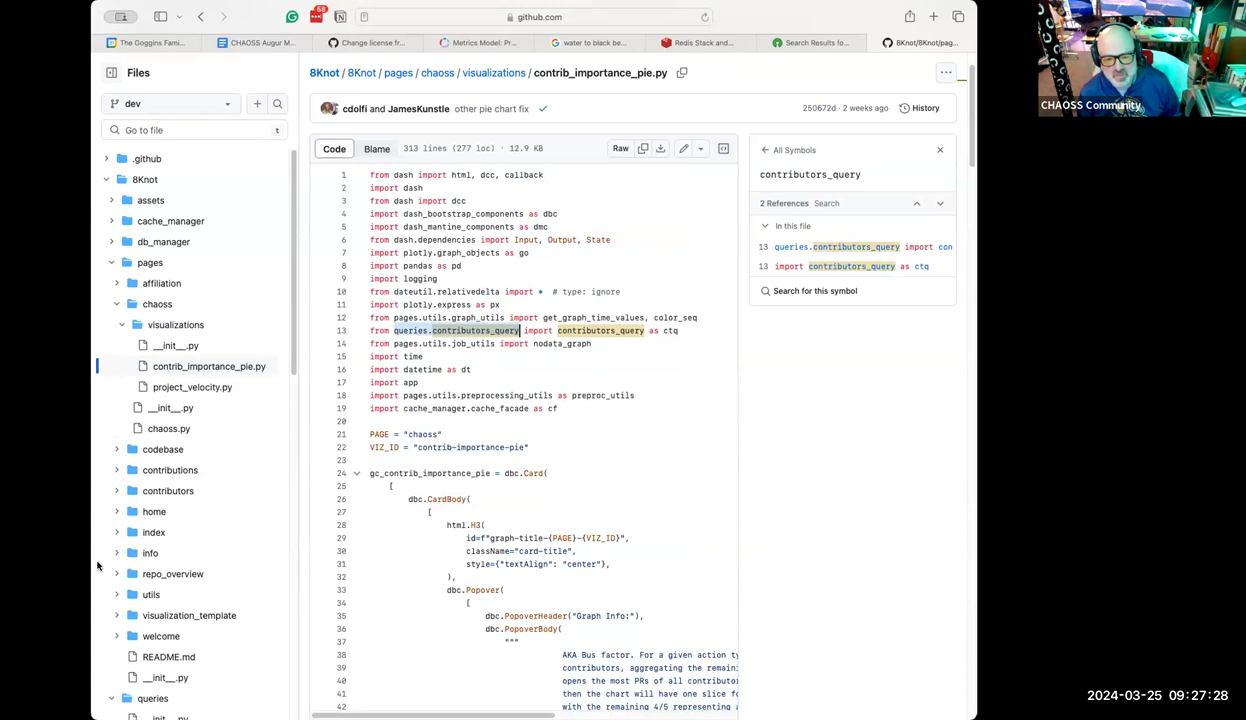 58
github.com
The Goggins Fami...
CHAOSS Augur M...
Change license fr...
Metrics Model: Pr...
water to black be...
Redis Stack and...
Search Results fo...
8Knot/8Knot/pag...
Files
8Knot / 8Knot / pages / chaoss / visualizations / contrib_importance_pie.py
dev
cdolfi and JamesKunstle other pie chart fix
250672d · 2 weeks ago
History
Go to file
t
Code
Blame
313 lines (277 loc) · 12.9 KB
Raw
All Symbols
contributors_query
2 References Search
In this file
13 queries.contributors_query import con
13 import contributors_query as ctq
Search for this symbol
.github
8Knot
assets
cache_manager
db_manager
pages
affiliation
chaoss
visualizations
__init__.py
contrib_importance_pie.py
project_velocity.py
__init__.py
chaoss.py
codebase
contributions
contributors
home
index
info
repo_overview
utils
visualization_template
welcome
README.md
__init__.py
queries
__init__.py
1 from dash import html, dcc, callback
2 import dash
3 from dash import dcc
4 import dash_bootstrap_components as dbc
5 import dash_mantine_components as dmc
6 from dash.dependencies import Input, Output, State
7 import plotly.graph_objects as go
8 import pandas as pd
9 import logging
10 from dateutil.relativedelta import * # type: ignore
11 import plotly.express as px
12 from pages.utils.graph_utils import get_graph_time_values, color_seq
13 from queries.contributors_query import contributors_query as ctq
14 from pages.utils.job_utils import nodata_graph
15 import time
16 import datetime as dt
17 import app
18 import pages.utils.preprocessing_utils as preproc_utils
19 import cache_manager.cache_facade as cf
20
21 PAGE = "chaoss"
22 VIZ_ID = "contrib-importance-pie"
23
24 gc_contrib_importance_pie = dbc.Card(
25 [
26 dbc.CardBody(
27 [
28 html.H3(
29 id=f"graph-title-{PAGE}-{VIZ_ID}",
30 className="card-title",
31 style={"textAlign": "center"},
32 ),
33 dbc.Popover(
34 [
35 dbc.PopoverHeader("Graph Info:"),
36 dbc.PopoverBody(
37 """
38 AKA Bus factor. For a given action ty
39 contributors, aggregating the remai
40 opens the most PRs of all contributor
41 then the chart will have one slice fo
42 with the remaining 4/5 representing a
CHAOSS Community
2024-03-25 09:27:28